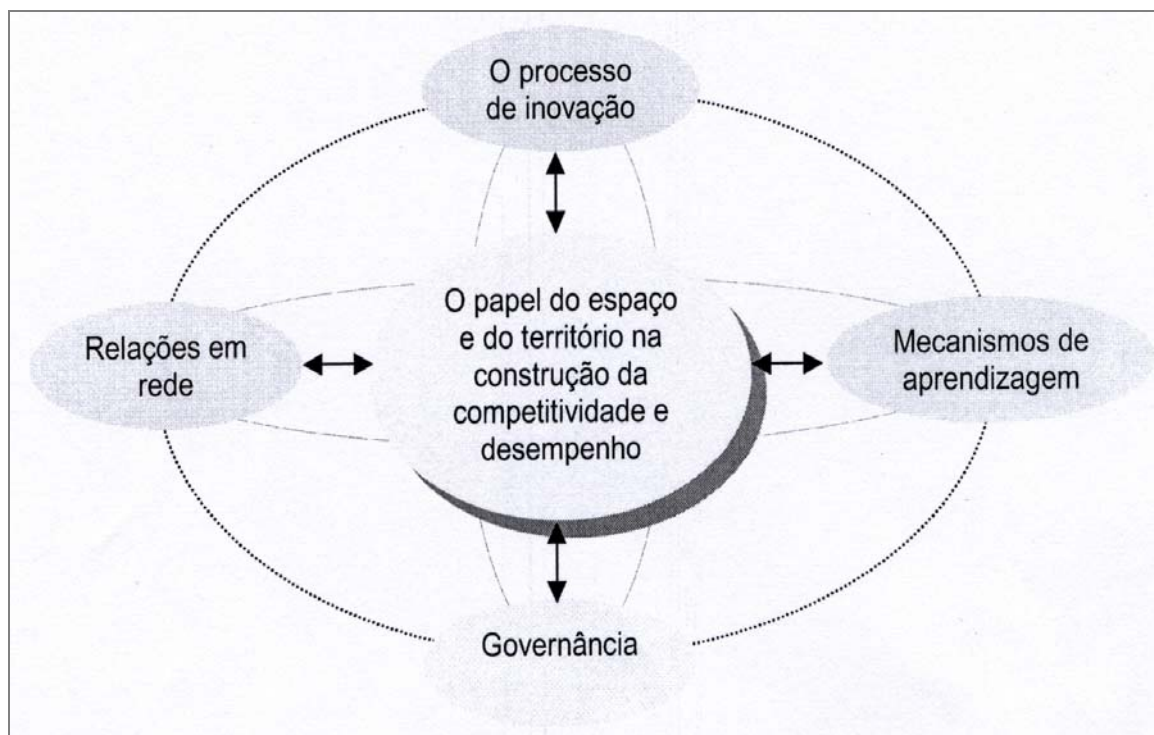 O processo
de inovação
O papel do espaço
e do território na
construção da
competitividade e
desempenho
Relações em
rede
Mecanismos de
aprendizagem
Governância